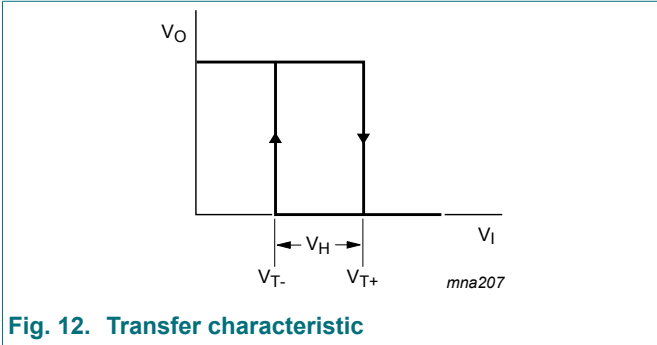 VO
VI
VH
VT-
VT+
mna207
Fig. 12. Transfer characteristic